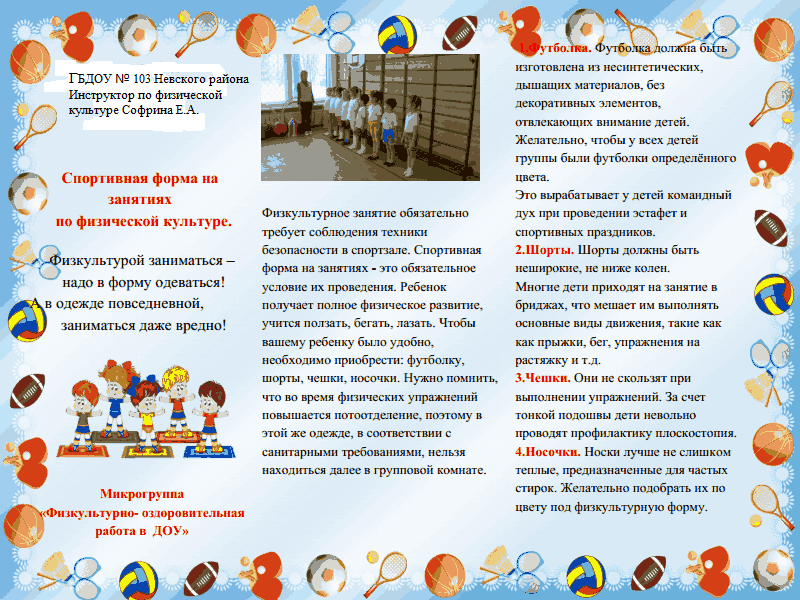 ГБДОУ № 103 Невского района
Инструктор по физической
культуре Софрина Е.А.
Спортивная форма на
занятиях
по физической культуре.
Физкультурой заниматься –
надо в форму одеваться!
А в одежде повседневной,
заниматься даже вредно!
Микрогруппа
«Физкультурно- оздоровительная
работа в ДОУ»
Физкультурное занятие обязательно
требует соблюдения техники
безопасности в спортзале. Спортивная
форма на занятиях - это обязательное
условие их проведения. Ребенок
получает полное физическое развитие,
учится ползать, бегать, лазать. Чтобы
вашему ребенку было удобно,
необходимо приобрести: футболку,
шорты, чешки, носочки. Нужно помнить,
что во время физических упражнений
повышается потоотделение, поэтому в
этой же одежде, в соответствии с
санитарными требованиями, нельзя
находиться далее в групповой комнате.
1.Футболка. Футболка должна быть
изготовлена из несинтетических,
дышащих материалов, без
декоративных элементов,
отвлекающих внимание детей.
Желательно, чтобы у всех детей
группы были футболки определённого
цвета.
Это вырабатывает у детей командный
дух при проведении эстафет и
спортивных праздников.
2.Шорты. Шорты должны быть
неширокие, не ниже колен.
Многие дети приходят на занятие в
бриджах, что мешает им выполнять
основные виды движения, такие как
как прыжки, бег, упражнения на
растяжку и т.д.
3.Чешки. Они не скользят при
выполнении упражнений. За счет
тонкой подошвы дети невольно
проводят профилактику плоскостопия.
4.Носочки. Носки лучше не слишком
теплые, предназначенные для частых
стирок. Желательно подобрать их по
цвету под физкультурную форму.